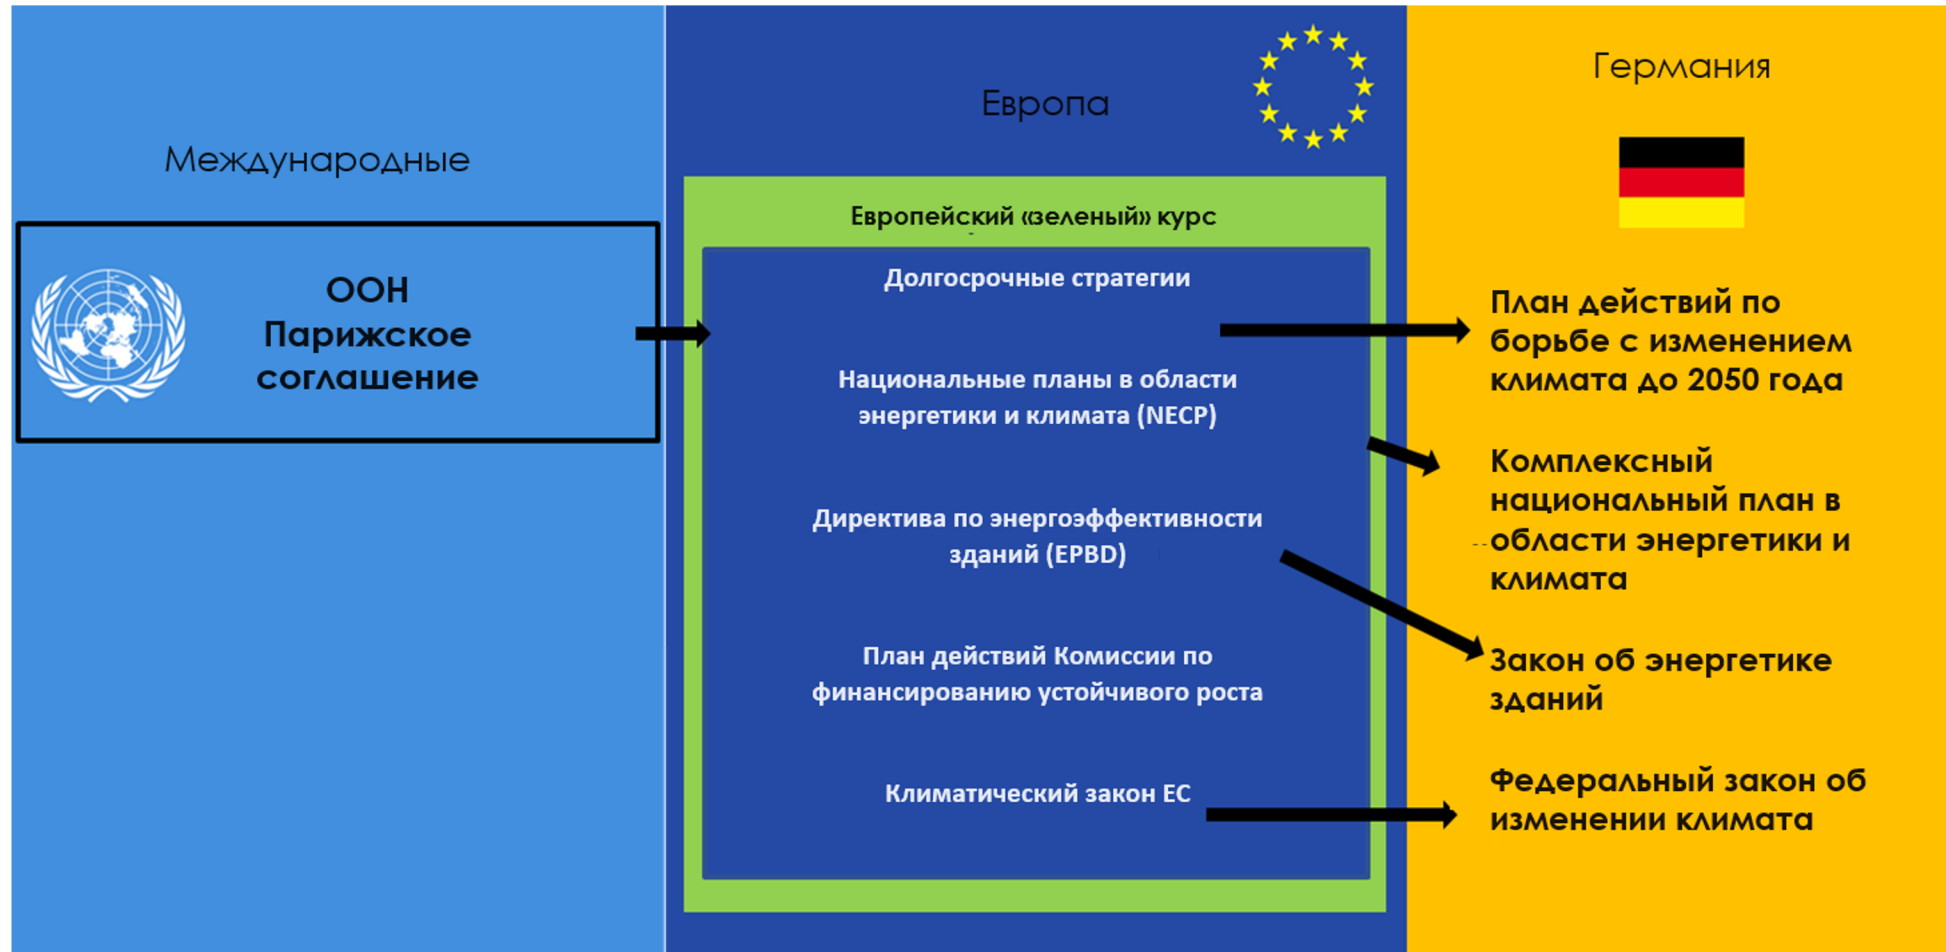 Международные
ООН
Парижское
соглашение
Европа
Европейский «зеленый» курс
Долгосрочные стратегии
Национальные планы в области
энергетики и климата (NECP)
Директива по энергоэффективности
зданий (EPBD)
План действий Комиссии по
финансированию устойчивого роста
Климатический закон ЕС
Германия
План действий по
борьбе с изменением
климата до 2050 года
Комплексный
национальный план в
области энергетики и
климата
Закон об энергетике
зданий
Федеральный закон об
изменении климата